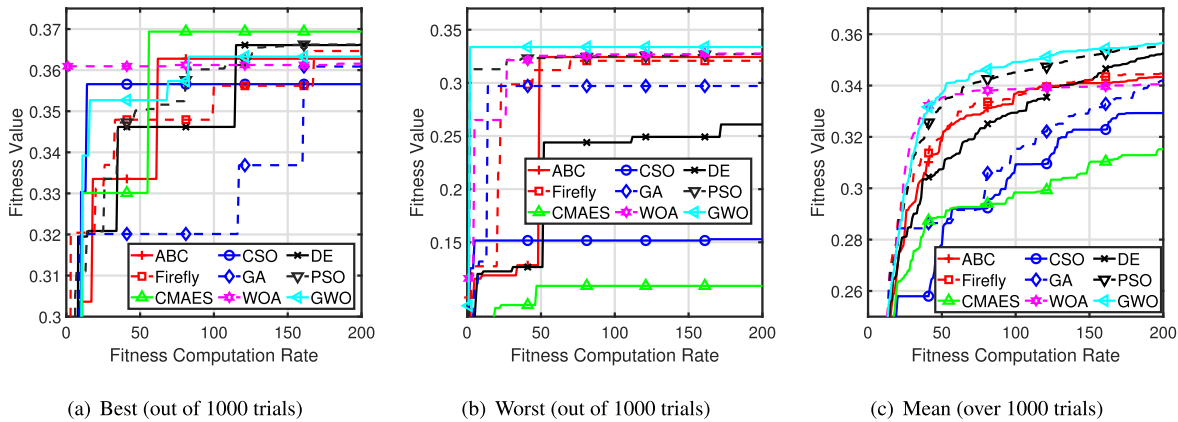 0.37
0.36
0.35
0.34
0.33
0.32
0.31
0.3
Fitness Value
0 50 100 150 200
Fitness Computation Rate
ABC CSO DE
Firefly GA PSO
CMAES WOA GWO
(a) Best (out of 1000 trials)
0.35
0.3
0.25
0.2
0.15
Fitness Value
0 50 100 150 200
Fitness Computation Rate
ABC CSO DE
Firefly GA PSO
CMAES WOA GWO
(b) Worst (out of 1000 trials)
0.36
0.34
0.32
0.3
0.28
0.26
Fitness Value
0 50 100 150 200
Fitness Computation Rate
ABC CSO DE
Firefly GA PSO
CMAES WOA GWO
(c) Mean (over 1000 trials)